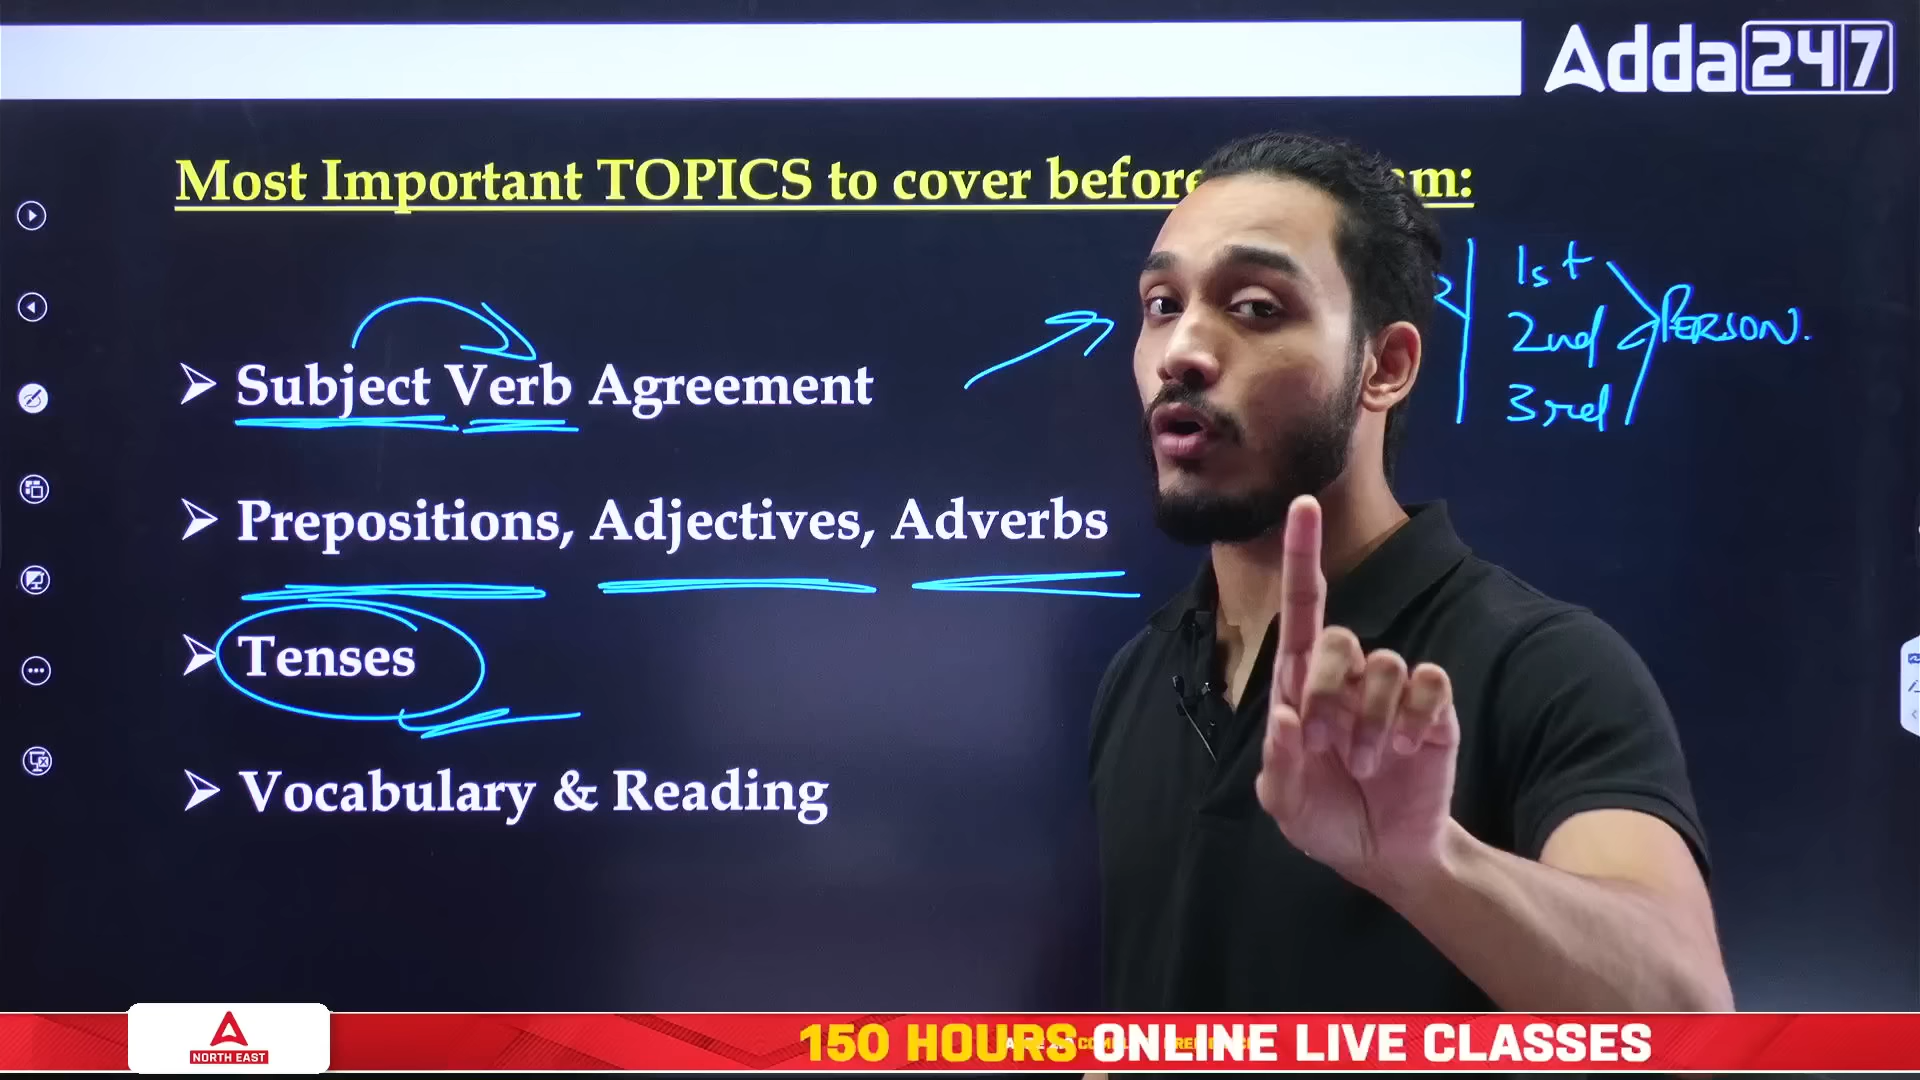 Adda247
Most Important TOPICS to cover before
m:
1st
2nd
3rd
PERSON.
Subject Verb Agreement
Prepositions, Adjectives, Adverbs
Tenses
Vocabulary & Reading
NORTH EAST
150 HOURS ONLINE LIVE CLASSES